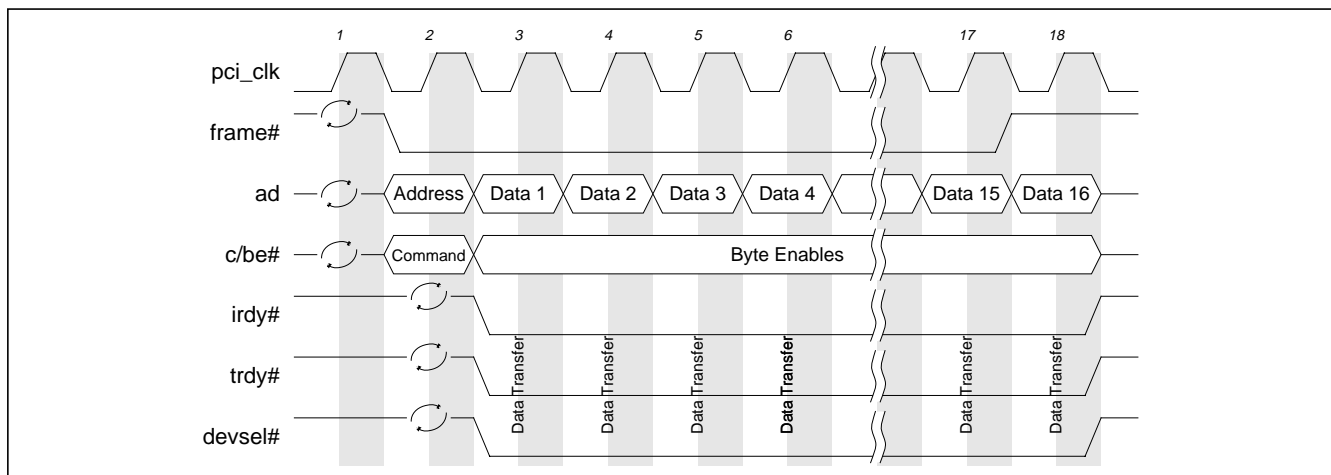 1 2 3 4 5 6 17 18
pci_clk
frame#
ad Address Data 1 Data 2 Data 3 Data 4 Data 15 Data 16
c/be# Command Byte Enables
irdy#
trdy#
devsel#
Data Transfer
Data Transfer
Data Transfer
Data Transfer
Data Transfer
Data Transfer